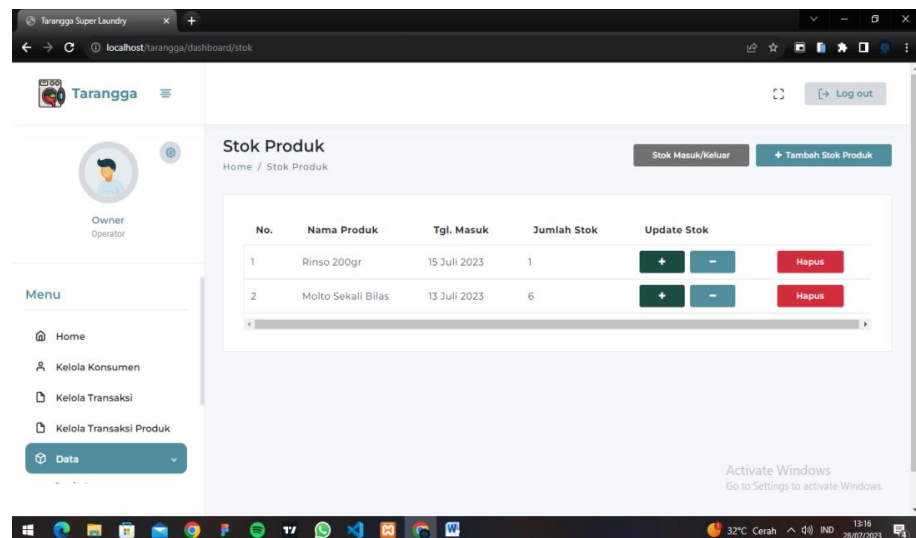 Tarangga Super Laundry
localhost/tarangga/dashboard/stok
Tarangga
Log out
Owner
Operator
Menu
Home
Kelola Konsumen
Kelola Transaksi
Kelola Transaksi Produk
Data
Stok Produk
Home / Stok Produk
Stok Masuk/Keluar
+ Tambah Stok Produk
No. Nama Produk Tgl. Masuk Jumlah Stok Update Stok
1 Rinso 200gr 15 Juli 2023 1 + - Hapus
2 Molto Sekali Bilas 13 Juli 2023 6 + - Hapus
Activate Windows
Go to Settings to activate Windows.
32°C Cerah IND 13:16
28/07/2023